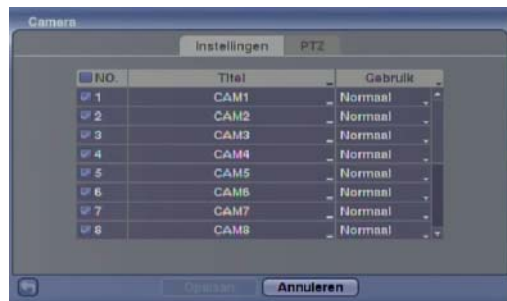 Camera
Instellingen PTZ
NO. Titel Gebruik
1 CAM1 Normaal
2 CAM2 Normaal
3 CAM3 Normaal
4 CAM4 Normaal
5 CAM5 Normaal
6 CAM6 Normaal
7 CAM7 Normaal
8 CAM8 Normaal
Opslaan Annuleren